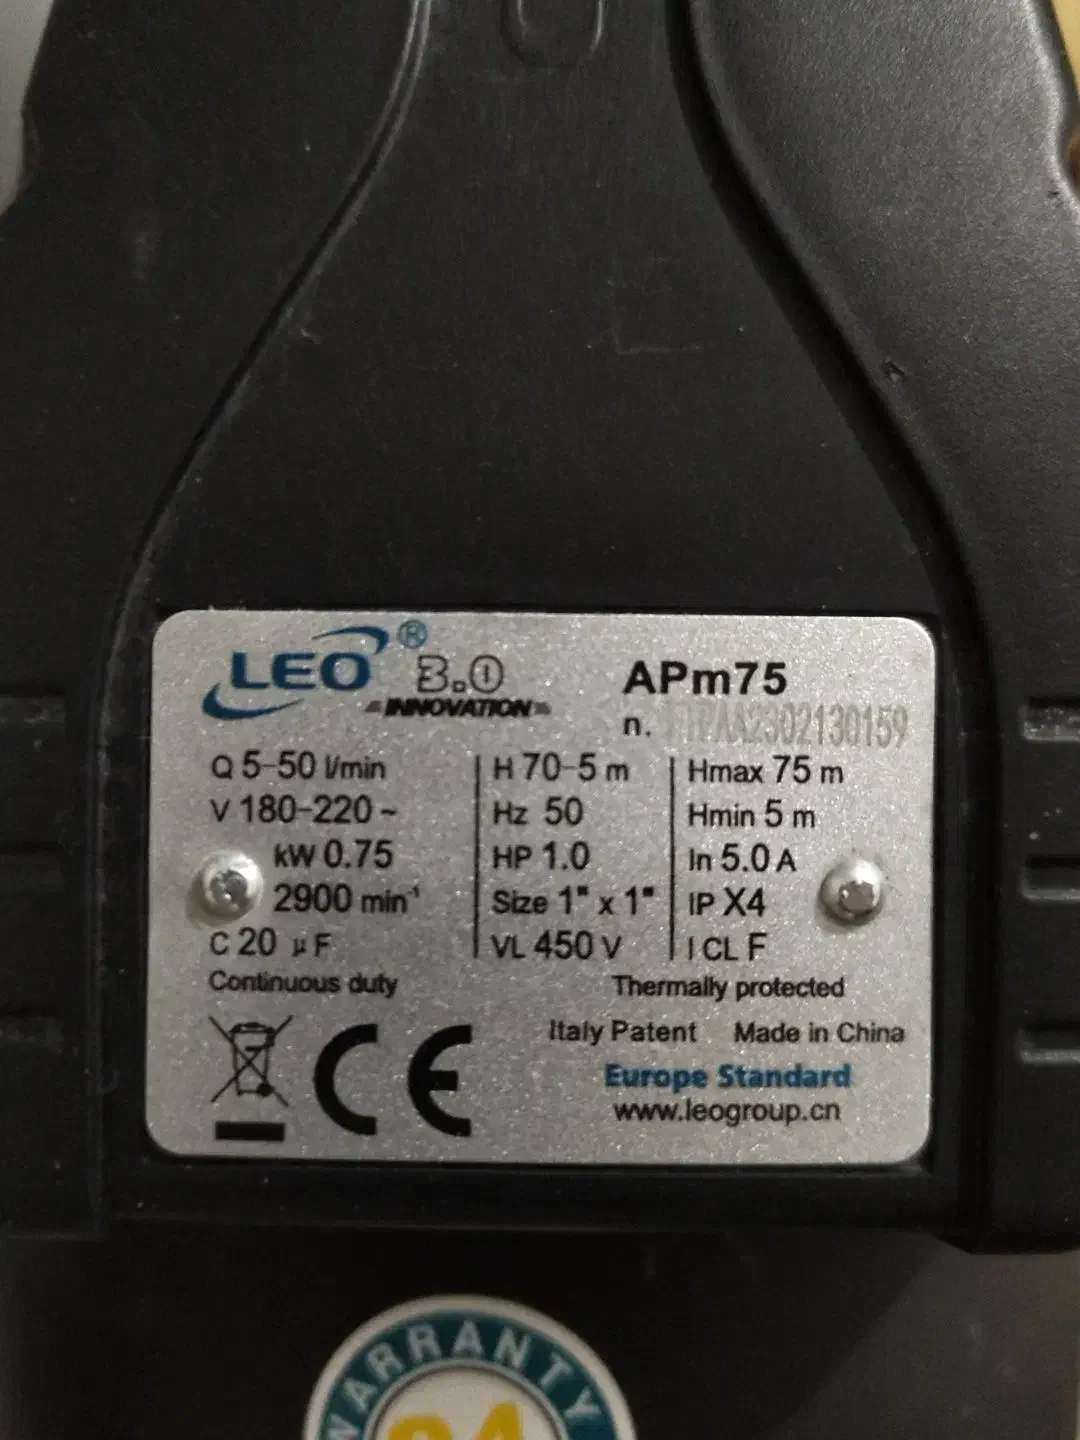 LEO ® 3.0
INNOVATION
APm75
n.
Q 5-50 l/min
H 70-5 m
Hmax 75 m
V 180-220 ~
Hz 50
Hmin 5 m
kW 0.75
HP 1.0
In 5.0 A
2900 min⁻¹
Size 1" x 1"
IP X4
C 20 μF
VL 450 V
I CL F
Continuous duty
Thermally protected
Italy Patent Made in China
CE
Europe Standard
www.leogroup.cn
WARRANTY
24